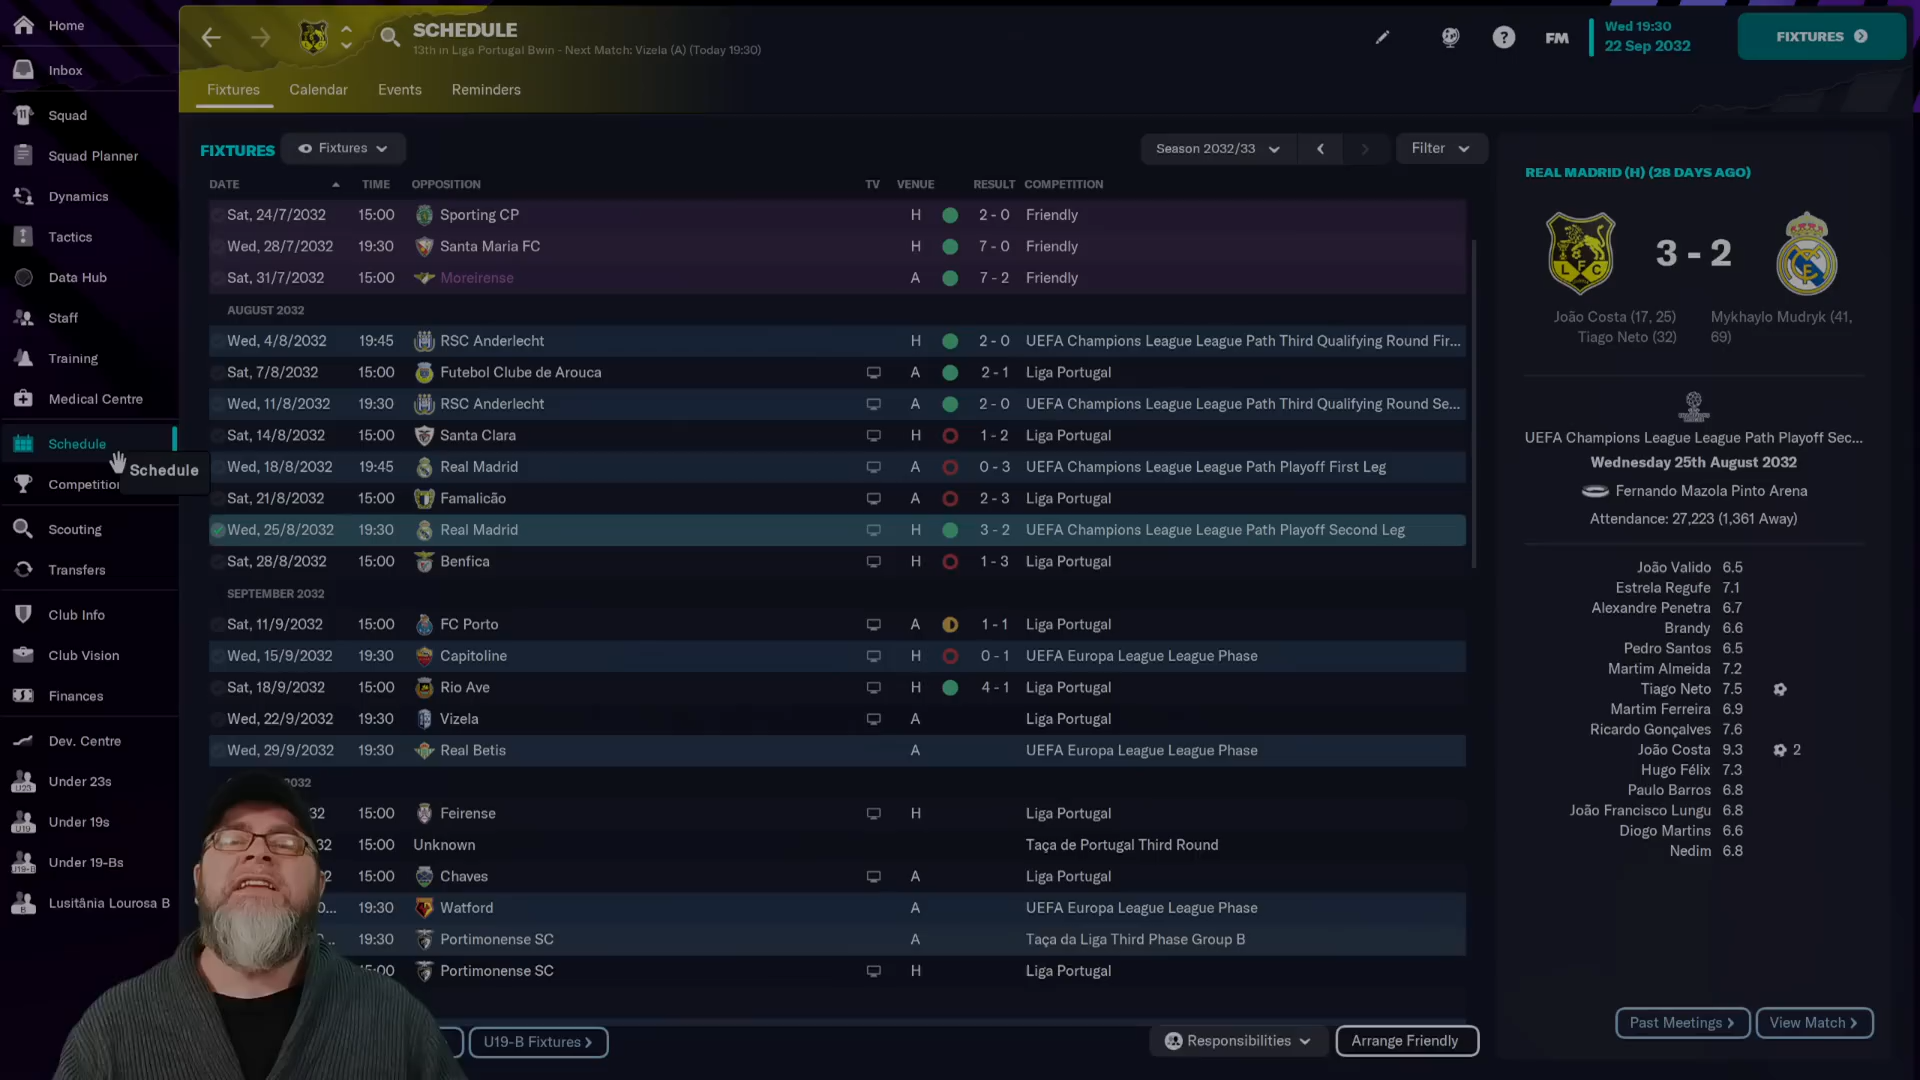 Home
Inbox
Squad
Squad Planner
Dynamics
Tactics
Data Hub
Staff
Training
Medical Centre
Schedule
Schedule
Competition
Scouting
Transfers
Club Info
Club Vision
Finances
Dev. Centre
Under 23s
Under 19s
Under 19-Bs
Lusitânia Lourosa B
SCHEDULE
13th in Liga Portugal Bwin - Next Match: Vizela (A) (Today 19:30)
FM
Wed 19:30
22 Sep 2032
FIXTURES
Fixtures Calendar Events Reminders
FIXTURES Fixtures Season 2032/33 Filter
DATE TIME OPPOSITION TV VENUE RESULT COMPETITION
Sat, 24/7/2032 15:00 Sporting CP H 2 - 0 Friendly
Wed, 28/7/2032 19:30 Santa Maria FC H 7 - 0 Friendly
Sat, 31/7/2032 15:00 Moreirense A 7 - 2 Friendly
AUGUST 2032
Wed, 4/8/2032 19:45 RSC Anderlecht H 2 - 0 UEFA Champions League League Path Third Qualifying Round Fir...
Sat, 7/8/2032 15:00 Futebol Clube de Arouca A 2 - 1 Liga Portugal
Wed, 11/8/2032 19:30 RSC Anderlecht A 2 - 0 UEFA Champions League League Path Third Qualifying Round Se...
Sat, 14/8/2032 15:00 Santa Clara H 1 - 2 Liga Portugal
Wed, 18/8/2032 19:45 Real Madrid A 0 - 3 UEFA Champions League League Path Playoff First Leg
Sat, 21/8/2032 15:00 Famalicão A 2 - 3 Liga Portugal
Wed, 25/8/2032 19:30 Real Madrid H 3 - 2 UEFA Champions League League Path Playoff Second Leg
Sat, 28/8/2032 15:00 Benfica H 1 - 3 Liga Portugal
SEPTEMBER 2032
Sat, 11/9/2032 15:00 FC Porto A 1 - 1 Liga Portugal
Wed, 15/9/2032 19:30 Capitoline H 0 - 1 UEFA Europa League League Phase
Sat, 18/9/2032 15:00 Rio Ave H 4 - 1 Liga Portugal
Wed, 22/9/2032 19:30 Vizela A Liga Portugal
Wed, 29/9/2032 19:30 Real Betis A UEFA Europa League League Phase
2032
32 15:00 Feirense H Liga Portugal
32 15:00 Unknown Taça de Portugal Third Round
2 15:00 Chaves A Liga Portugal
0... 19:30 Watford A UEFA Europa League League Phase
19:30 Portimonense SC A Taça da Liga Third Phase Group B
15:00 Portimonense SC H Liga Portugal
U19-B Fixtures
Responsibilities
Arrange Friendly
REAL MADRID (H) (28 DAYS AGO)
LFC
3 - 2
João Costa (17, 25)
Tiago Neto (32)
Mykhaylo Mudryk (41,
69)
UEFA Champions League League Path Playoff Sec...
Wednesday 25th August 2032
Fernando Mazola Pinto Arena
Attendance: 27,223 (1,361 Away)
João Valido 6.5
Estrela Regufe 7.1
Alexandre Penetra 6.7
Brandy 6.6
Pedro Santos 6.5
Martim Almeida 7.2
Tiago Neto 7.5
Martim Ferreira 6.9
Ricardo Gonçalves 7.6
João Costa 9.3 2
Hugo Félix 7.3
Paulo Barros 6.8
João Francisco Lungu 6.8
Diogo Martins 6.6
Nedim 6.8
Past Meetings
View Match